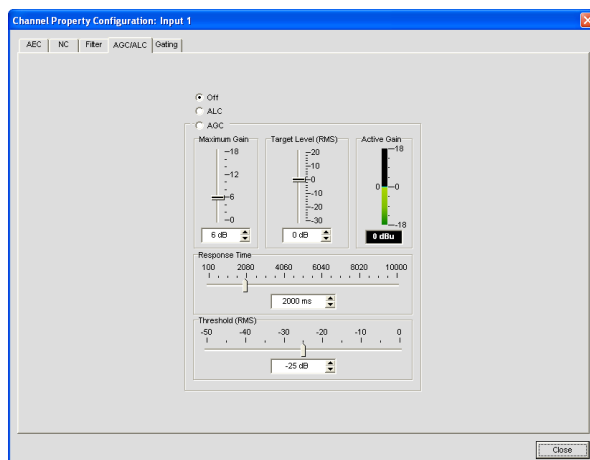 Channel Property Configuration: Input 1
AEC NC Filter AGC/ALC Gating
Off
ALC
AGC
Maximum Gain
-18
-12
-6
-0
6 dB
Target Level (RMS)
-20
-10
-0
-10
-20
-30
0 dB
Active Gain
-18
0 -0
-18
0 dBu
Response Time
100 2080 4060 6040 8020 10000
2000 ms
Threshold (RMS)
-50 -40 -30 -20 -10 0
-25 dB
Close